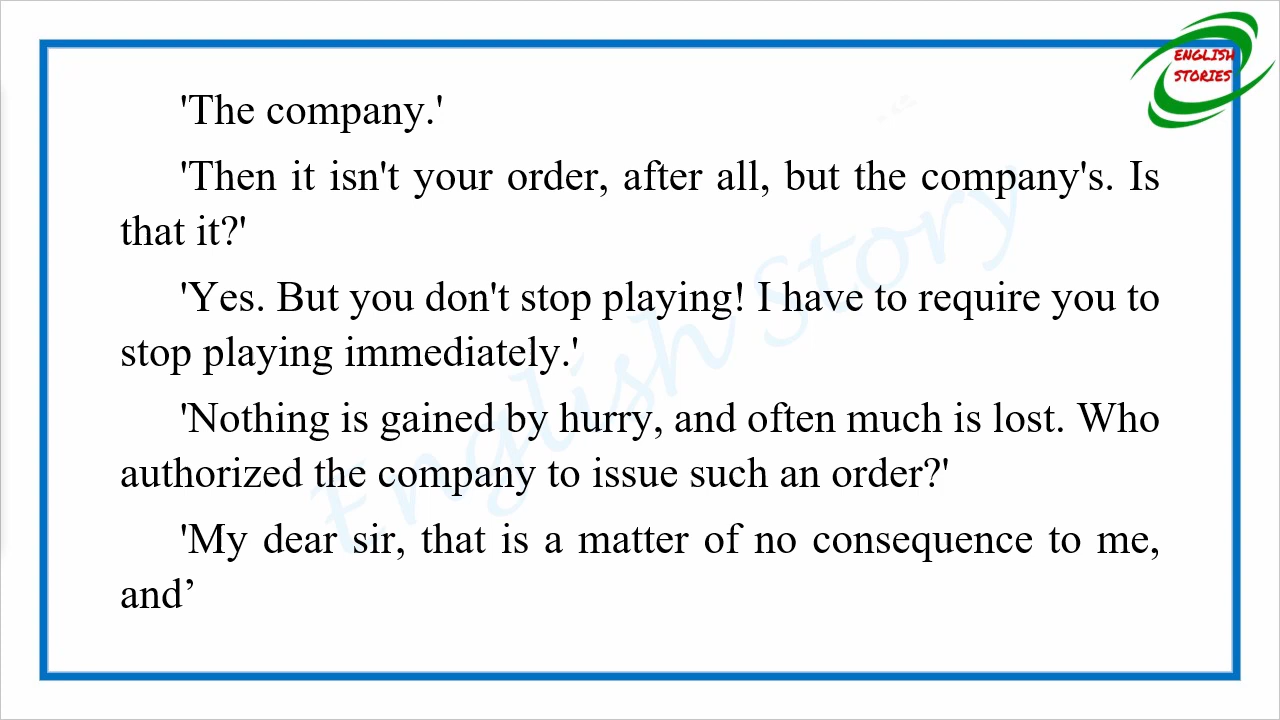 ENGLISH
STORIES
'The company.'
'Then it isn't your order, after all, but the company's. Is
that it?'
'Yes. But you don't stop playing! I have to require you to
stop playing immediately.'
'Nothing is gained by hurry, and often much is lost. Who
authorized the company to issue such an order?'
'My dear sir, that is a matter of no consequence to me,
and’
English Story